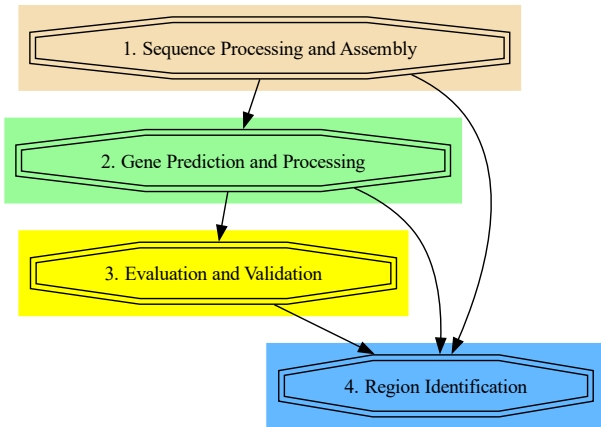 1. Sequence Processing and Assembly
2. Gene Prediction and Processing
3. Evaluation and Validation
4. Region Identification